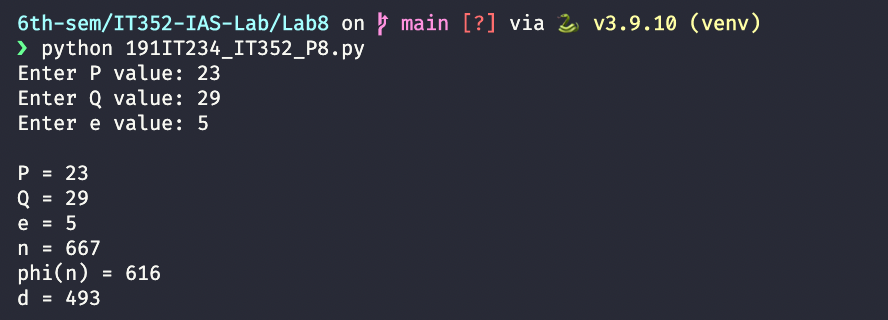 6th-sem/IT352-IAS-Lab/Lab8 on main [?] via 🐍 v3.9.10 (venv)
❯ python 191IT234_IT352_P8.py
Enter P value: 23
Enter Q value: 29
Enter e value: 5
P = 23
Q = 29
e = 5
n = 667
phi(n) = 616
d = 493